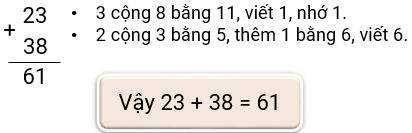 23
+
38
61
• 3 cộng 8 bằng 11, viết 1, nhớ 1.
• 2 cộng 3 bằng 5, thêm 1 bằng 6, viết 6.
Vậy 23 + 38 = 61